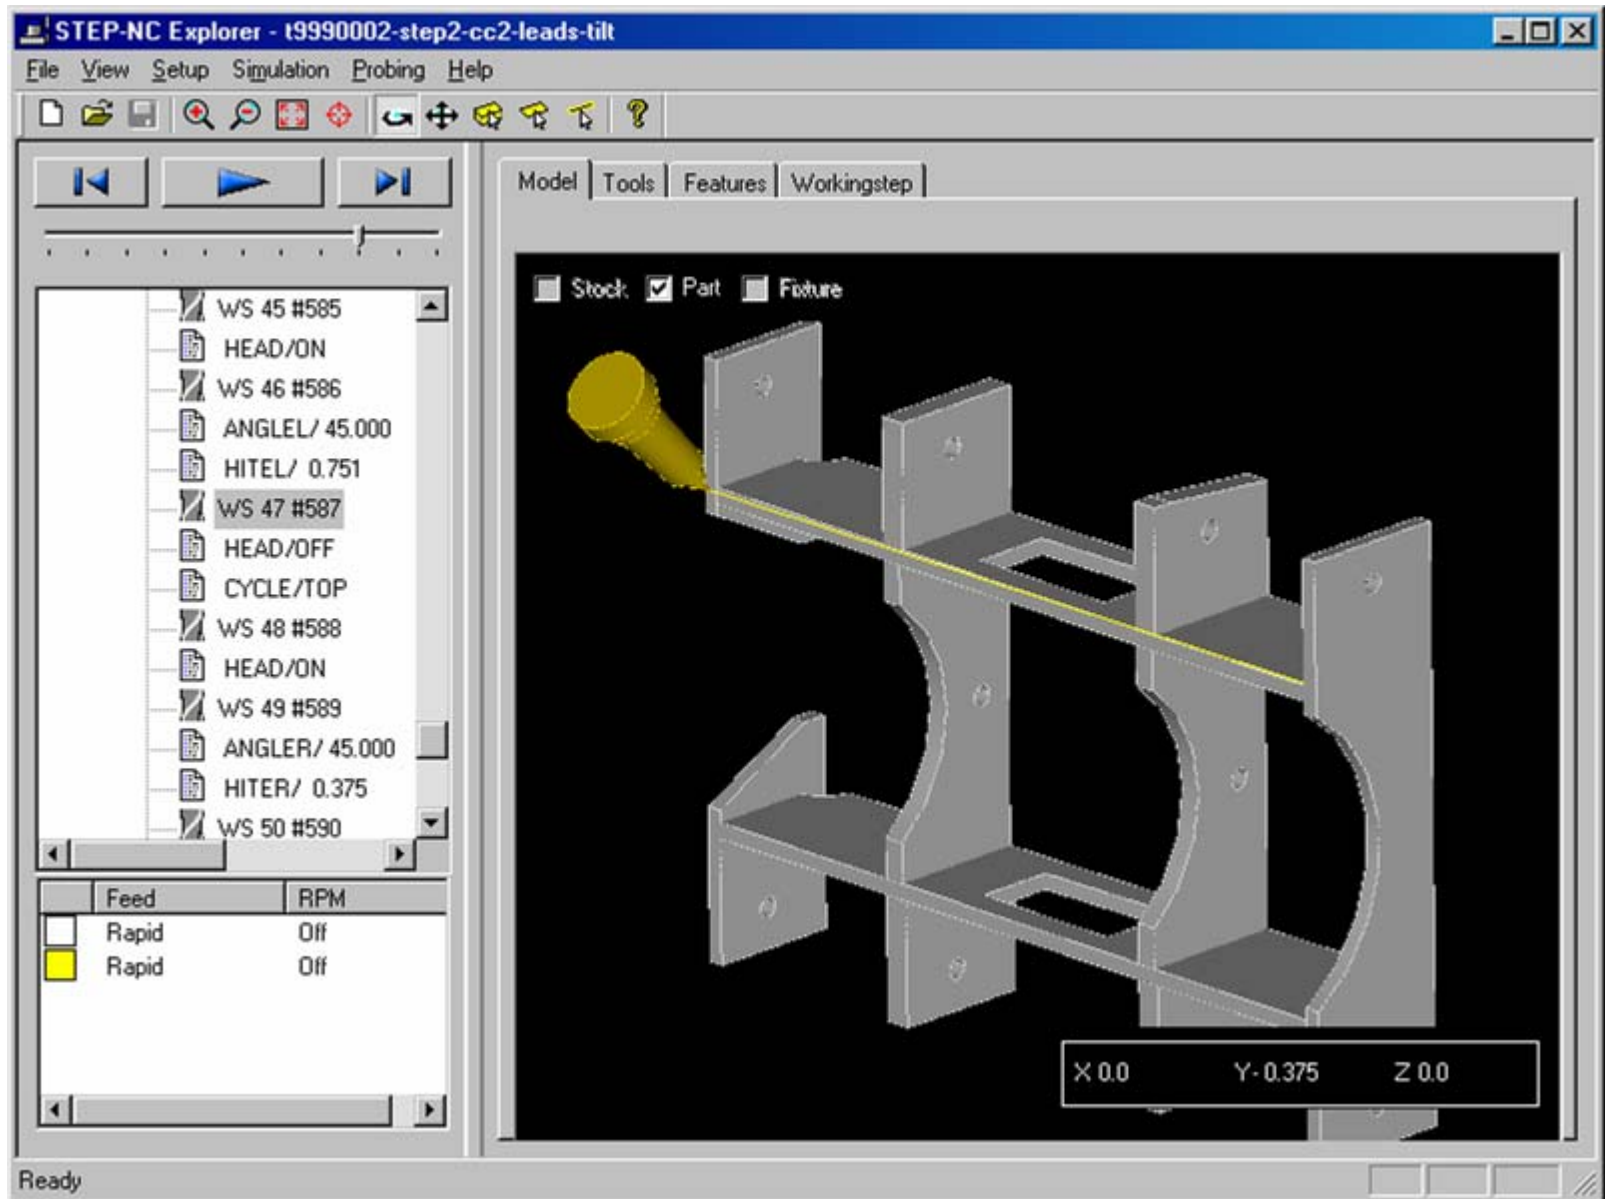 STEP-NC Explorer - t9990002-step2-cc2-leads-tilt
File View Setup Simulation Probing Help
Model Tools Features Workingstep
Stock Part Fixture
WS 45 #585
HEAD/ON
WS 46 #586
ANGLEL/ 45.000
HITEL/ 0.751
WS 47 #587
HEAD/OFF
CYCLE/TOP
WS 48 #588
HEAD/ON
WS 49 #589
ANGLER/ 45.000
HITER/ 0.375
WS 50 #590
Feed RPM
Rapid Off
Rapid Off
X 0.0 Y-0.375 Z 0.0
Ready